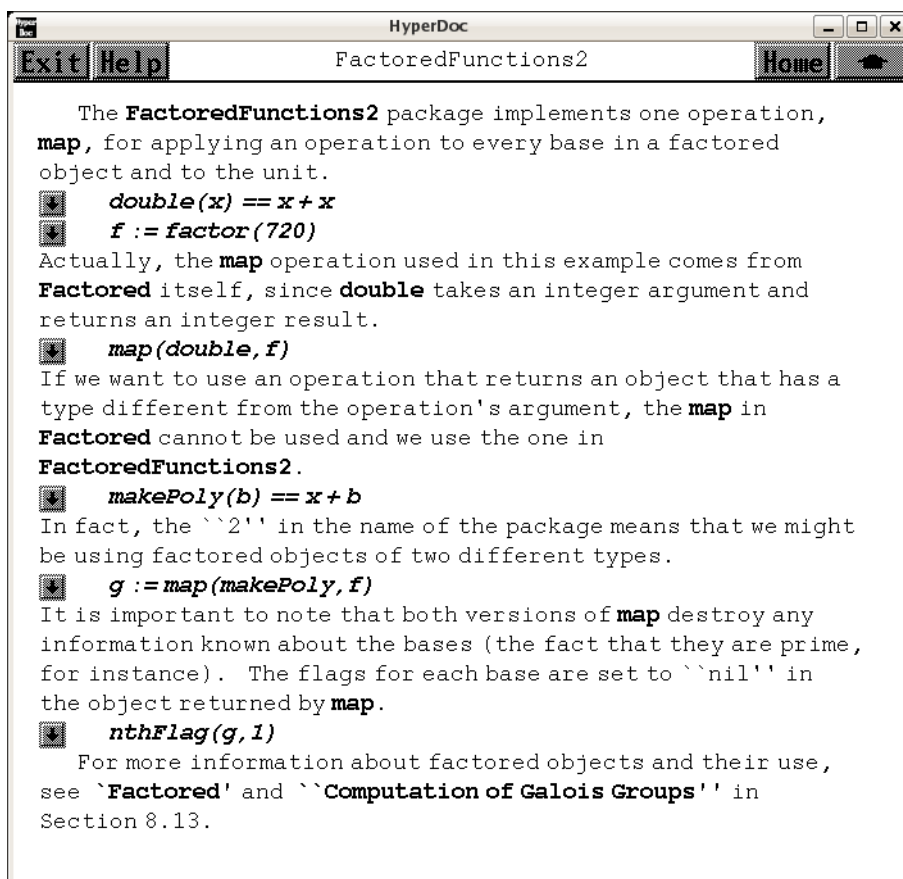 Hyper Doc
HyperDoc
Exit Help FactoredFunctions2 Home
The FactoredFunctions2 package implements one operation,
map, for applying an operation to every base in a factored
object and to the unit.
double(x) == x + x
f := factor(720)
Actually, the map operation used in this example comes from
Factored itself, since double takes an integer argument and
returns an integer result.
map(double,f)
If we want to use an operation that returns an object that has a
type different from the operation's argument, the map in
Factored cannot be used and we use the one in
FactoredFunctions2.
makePoly(b) == x + b
In fact, the ``2'' in the name of the package means that we might
be using factored objects of two different types.
g := map(makePoly,f)
It is important to note that both versions of map destroy any
information known about the bases (the fact that they are prime,
for instance). The flags for each base are set to ``nil'' in
the object returned by map.
nthFlag(g,1)
For more information about factored objects and their use,
see `Factored' and ``Computation of Galois Groups'' in
Section 8.13.